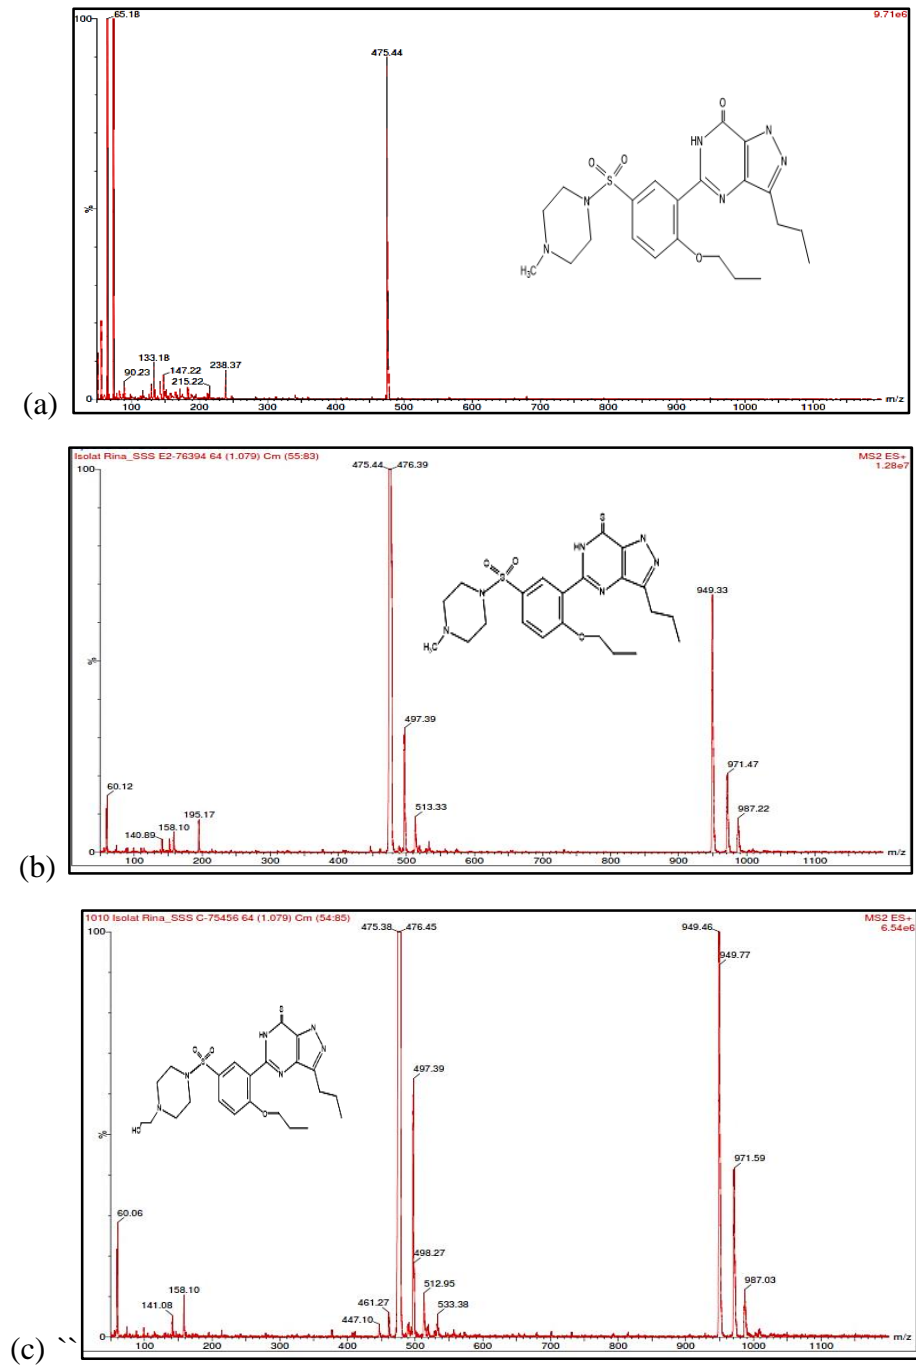 65.18
9.71e6
100
475.44
O
HN
N
N
N
O
O
S
N
N
H₃C
O
%
133.18
147.22
90.23
215.22
238.37
0
100 200 300 400 500 600 700 800 900 1000 1100 m/z
(a)
Isolat Rina_SSS E2-76394 64 (1.079) Cm (55:83)
MS2 ES+
1.28e7
100
475.44 476.39
S
HN
N
N
N
O
O
S
N
N
H₃C
O
949.33
%
497.39
971.47
60.12
513.33
987.22
195.17
158.10
140.89
0
100 200 300 400 500 600 700 800 900 1000 1100 m/z
(b)
1010 Isolat Rina_SSS C-75456 64 (1.079) Cm (54:85)
MS2 ES+
6.54e6
100
475.38 476.45
949.46
949.77
S
HN
N
N
N
O
O
S
N
N
HO
O
497.39
%
971.59
60.06
498.27
158.10
512.95
987.03
141.08
461.27
533.38
447.10
0
100 200 300 400 500 600 700 800 900 1000 1100 m/z
(c) ``